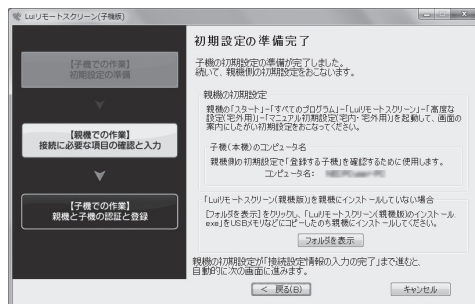 Luiリモートスクリーン(子機版)
【子機での作業】
初期設定の準備
【親機での作業】
接続に必要な項目の確認と入力
【子機での作業】
親機と子機の認証と登録
初期設定の準備完了
子機の初期設定の準備が完了しました。
続いて、親機側の初期設定をおこないます。
親機の初期設定
親機の「スタート」-「すべてのプログラム」-「Luiリモートスクリーン」-「高度な
設定(宅外用)」-「マニュアル初期設定(宅内・宅外用)」を起動して、画面の
案内にしたがい初期設定をおこなってください。
子機(本機)のコンピュータ名
親機側の初期設定で「登録する子機」を確認するために使用します。
コンピュータ名:
「Luiリモートスクリーン(親機版)」を親機にインストールしていない場合
[フォルダを表示]をクリックし、「Luiリモートスクリーン(親機版)のインストール.
exe」をUSBメモリなどにコピーしたのち親機にインストールしてください。
フォルダを表示
親機の初期設定が「接続設定情報の入力の完了」まで進むと、
自動的に次の画面に進みます。
< 戻る(B)
キャンセル